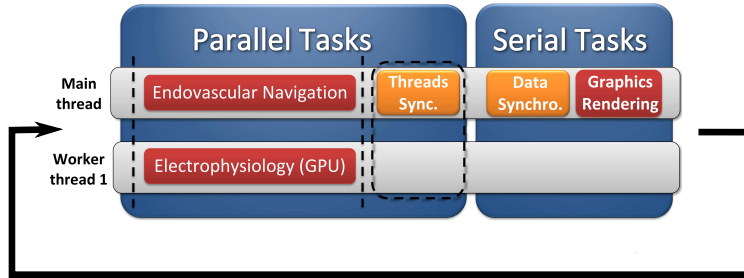 Parallel Tasks
Serial Tasks
Main
thread
Endovascular Navigation
Threads
Sync.
Data
Synchro.
Graphics
Rendering
Worker
thread 1
Electrophysiology (GPU)